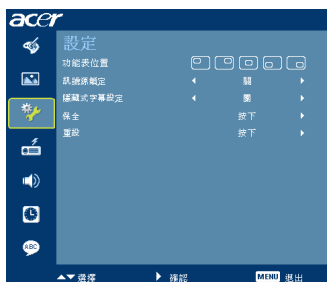 acer
設定
功能表位置
訊號源鎖定 關
隱藏式字幕設定 關
保全 按下
重設 按下
ABC
選擇 確認 MENU 退出